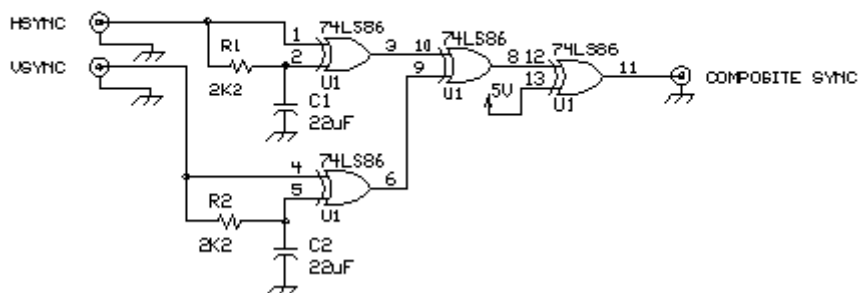 HSYNC
VSYNC
R1
2K2
C1
22uF
1
2
74LS86
U1
3
10
9
74LS86
U1
8
12
13
5V
74LS86
U1
11
COMPOSITE SYNC
R2
2K2
C2
22uF
4
5
74LS86
U1
6